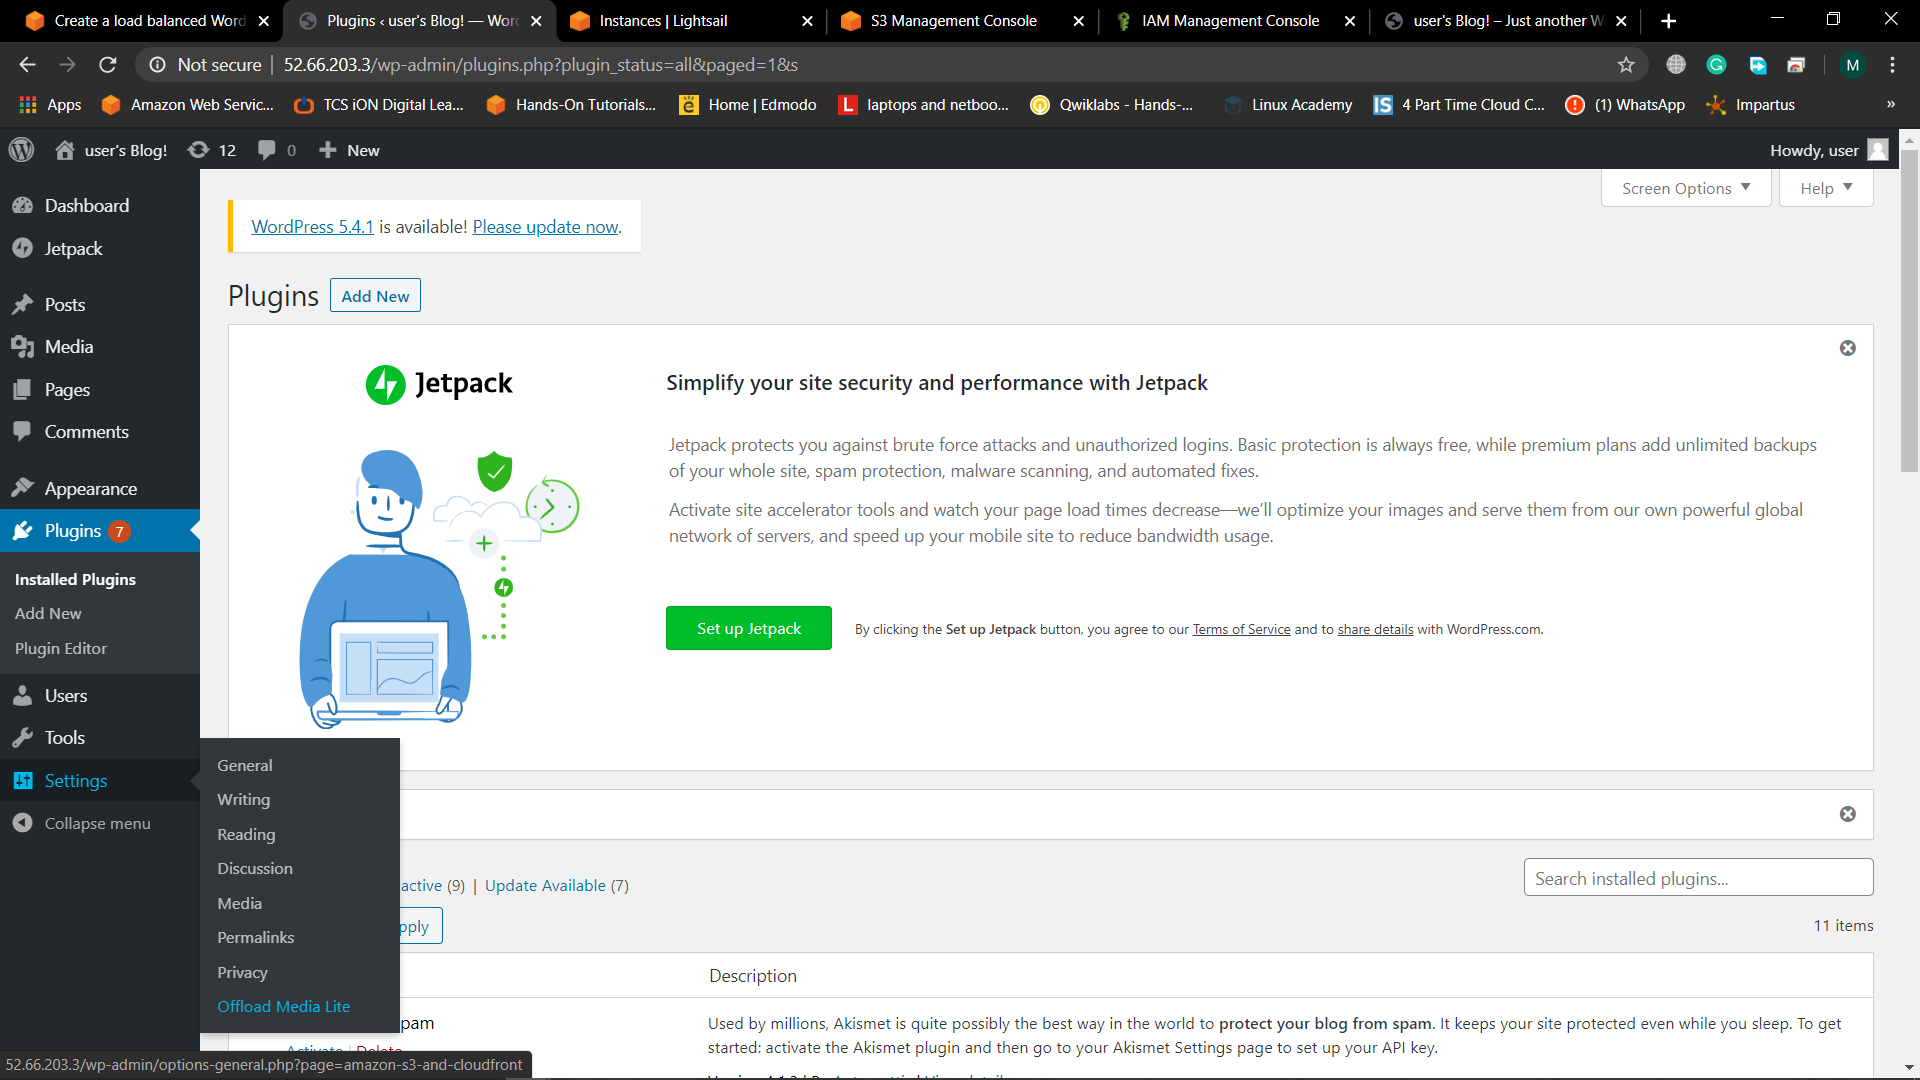 Create a load balanced Word
Plugins ‹ user's Blog! — Wor
Instances | Lightsail
S3 Management Console
IAM Management Console
user's Blog! – Just another W
Not secure
52.66.203.3/wp-admin/plugins.php?plugin_status=all&paged=1&s
M
Apps
Amazon Web Servic...
TCS iON Digital Lea...
Hands-On Tutorials...
Home | Edmodo
laptops and netboo...
Qwiklabs - Hands-...
Linux Academy
4 Part Time Cloud C...
(1) WhatsApp
Impartus
»
user's Blog!
12
0
New
Howdy, user
Screen Options
Help
Dashboard
Jetpack
Posts
Media
Pages
Comments
Appearance
Plugins 7
Installed Plugins
Add New
Plugin Editor
Users
Tools
Settings
Collapse menu
WordPress 5.4.1 is available! Please update now.
Plugins
Add New
Jetpack
Simplify your site security and performance with Jetpack
Jetpack protects you against brute force attacks and unauthorized logins. Basic protection is always free, while premium plans add unlimited backups
of your whole site, spam protection, malware scanning, and automated fixes.
Activate site accelerator tools and watch your page load times decrease—we'll optimize your images and serve them from our own powerful global
network of servers, and speed up your mobile site to reduce bandwidth usage.
Set up Jetpack
By clicking the Set up Jetpack button, you agree to our Terms of Service and to share details with WordPress.com.
General
Writing
Reading
Discussion
Media
Permalinks
Privacy
Offload Media Lite
active (9) | Update Available (7)
Search installed plugins...
pply
11 items
Description
pam
Used by millions, Akismet is quite possibly the best way in the world to protect your blog from spam. It keeps your site protected even while you sleep. To get
started: activate the Akismet plugin and then go to your Akismet Settings page to set up your API key.
Activate | Delete
52.66.203.3/wp-admin/options-general.php?page=amazon-s3-and-cloudfront